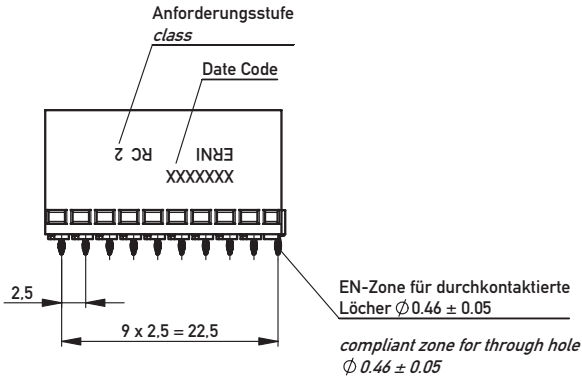 Anforderungsstufe
class
Date Code
RC 2
ERNI
XXXXXXX
2,5
9 x 2,5 = 22,5
EN-Zone für durchkontaktierte
Löcher ∅ 0.46 ± 0.05
compliant zone for through hole
∅ 0.46 ± 0.05